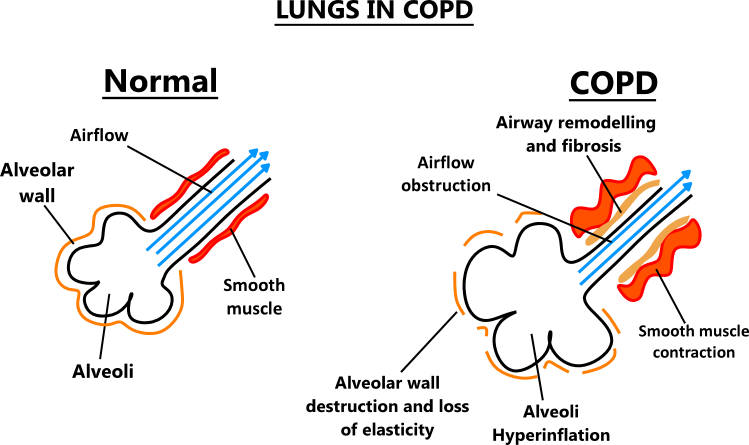 LUNGS IN COPD
Normal
Airflow
Alveolar
wall
Smooth
muscle
Alveoli
COPD
Airway remodelling
and fibrosis
Airflow
obstruction
Smooth muscle
contraction
Alveolar wall
destruction and loss
of elasticity
Alveoli
Hyperinflation